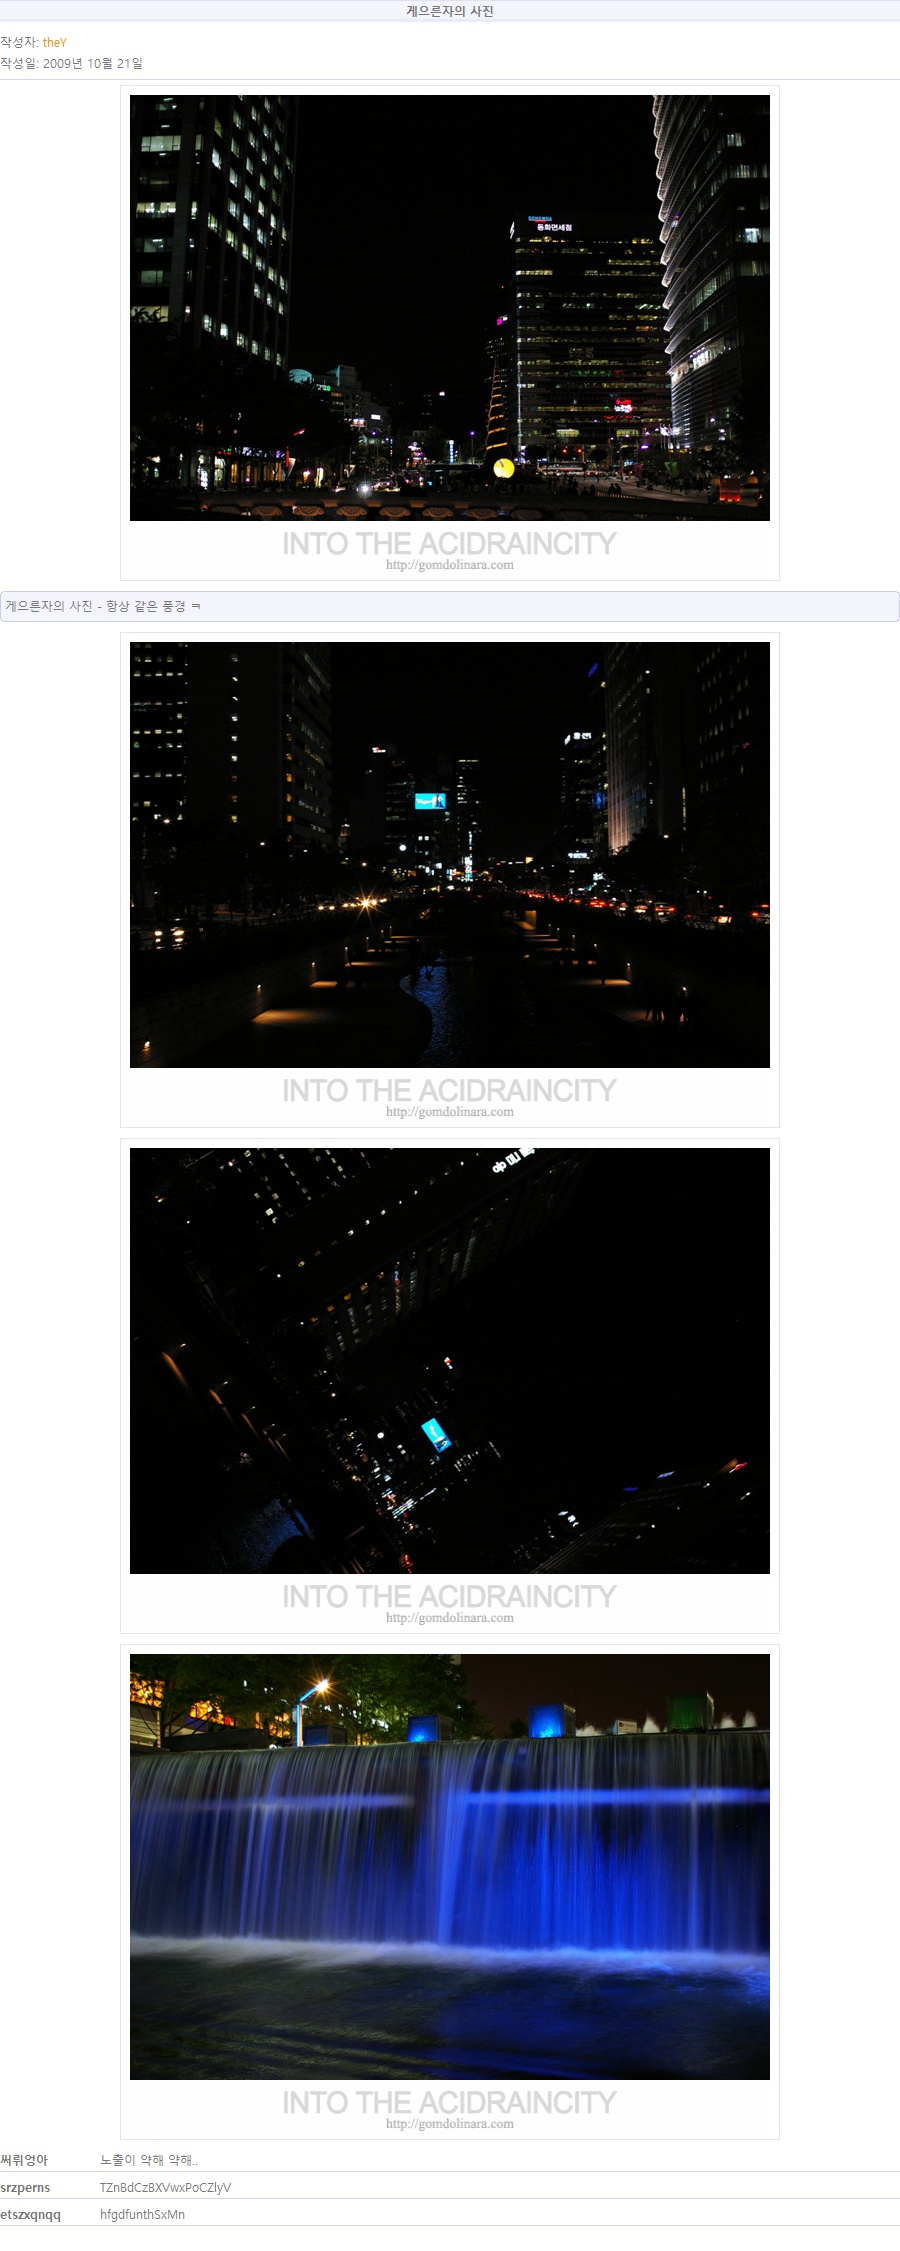 게으른자의 사진
작성자: theY
작성일: 2009년 10월 21일
DONGWHA
동화면세점
INTO THE ACIDRAINCITY
http://gomdolinara.com
게으른자의 사진 - 항상 같은 풍경 ㅋ
INTO THE ACIDRAINCITY
http://gomdolinara.com
INTO THE ACIDRAINCITY
http://gomdolinara.com
INTO THE ACIDRAINCITY
http://gomdolinara.com
써뤼엉아 노출이 약해 약해..
srzperns TZnBdCzBXVwxPoCZlyV
etszxqnqq hfgdfunthSxMn